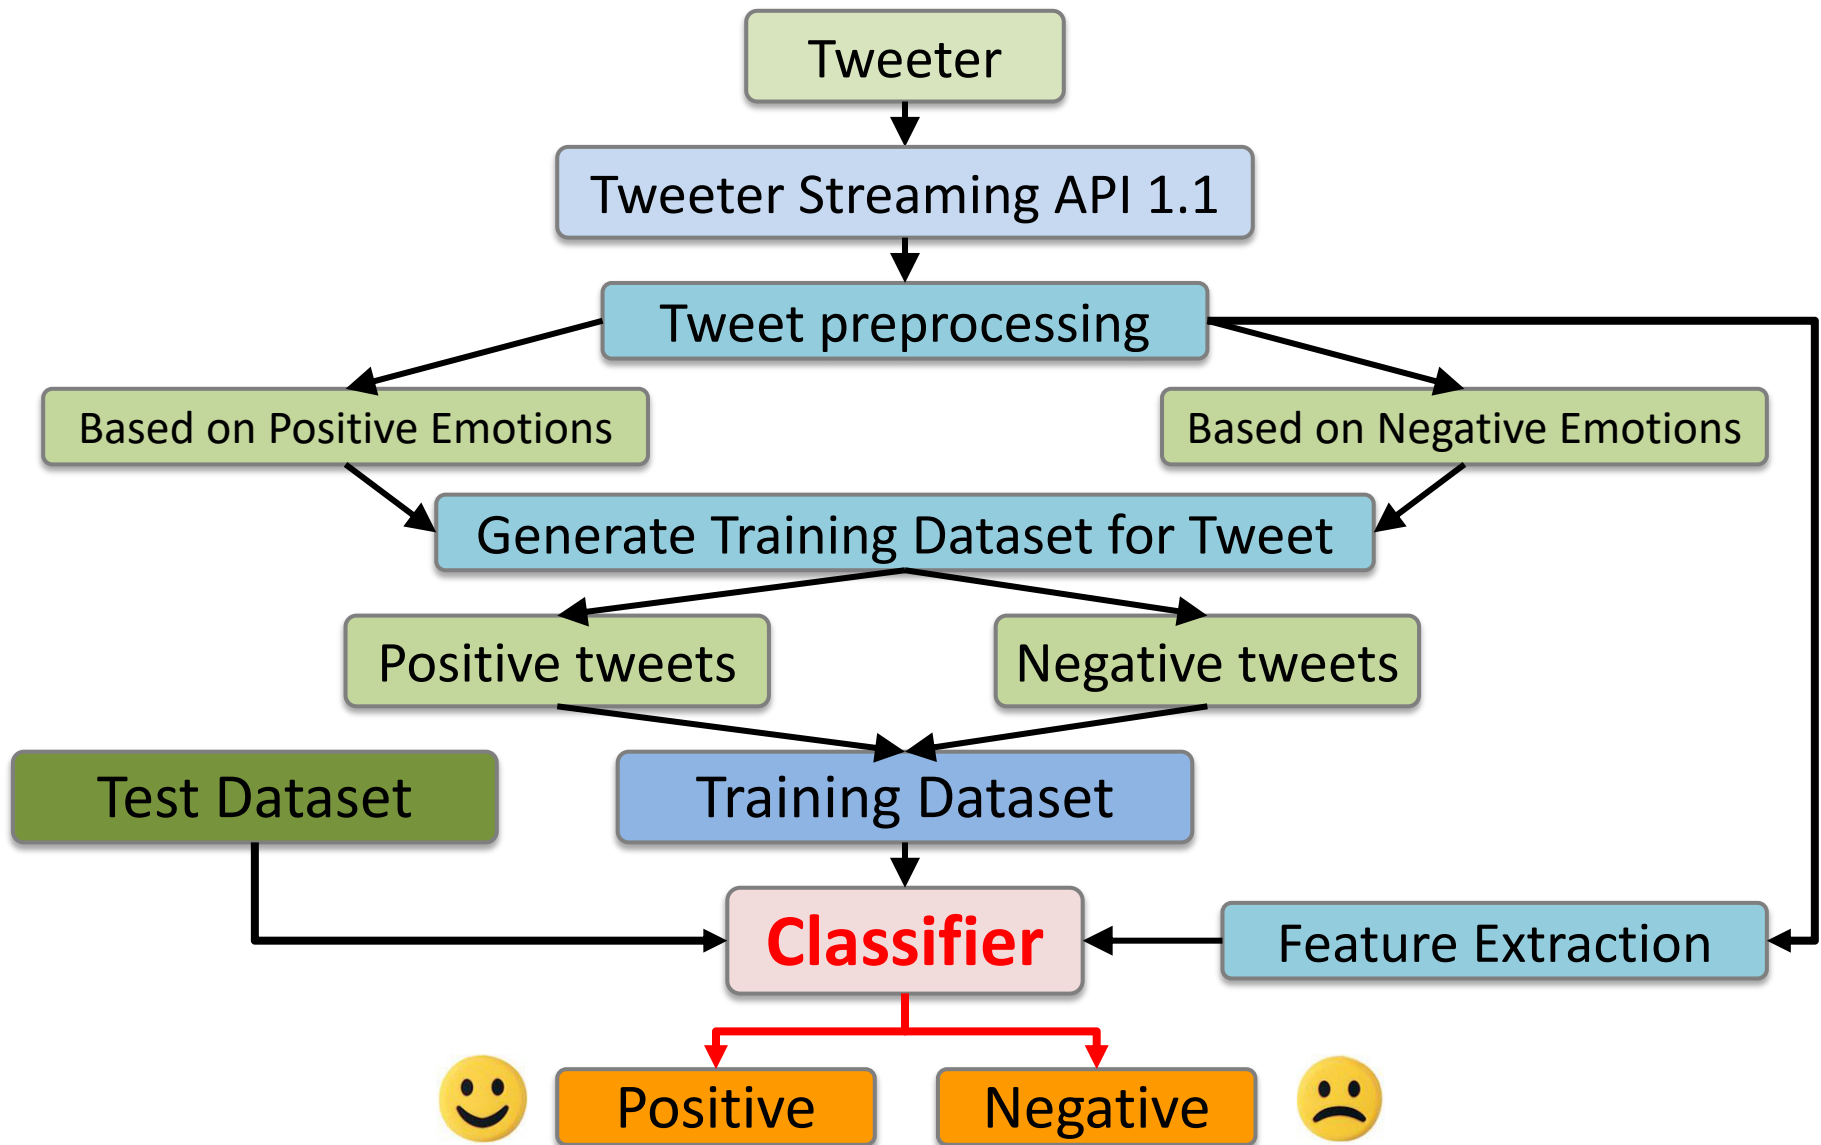 Tweeter
Tweeter Streaming API 1.1
Tweet preprocessing
Based on Positive Emotions
Based on Negative Emotions
Generate Training Dataset for Tweet
Positive tweets
Negative tweets
Test Dataset
Training Dataset
Classifier
Feature Extraction
Positive
Negative